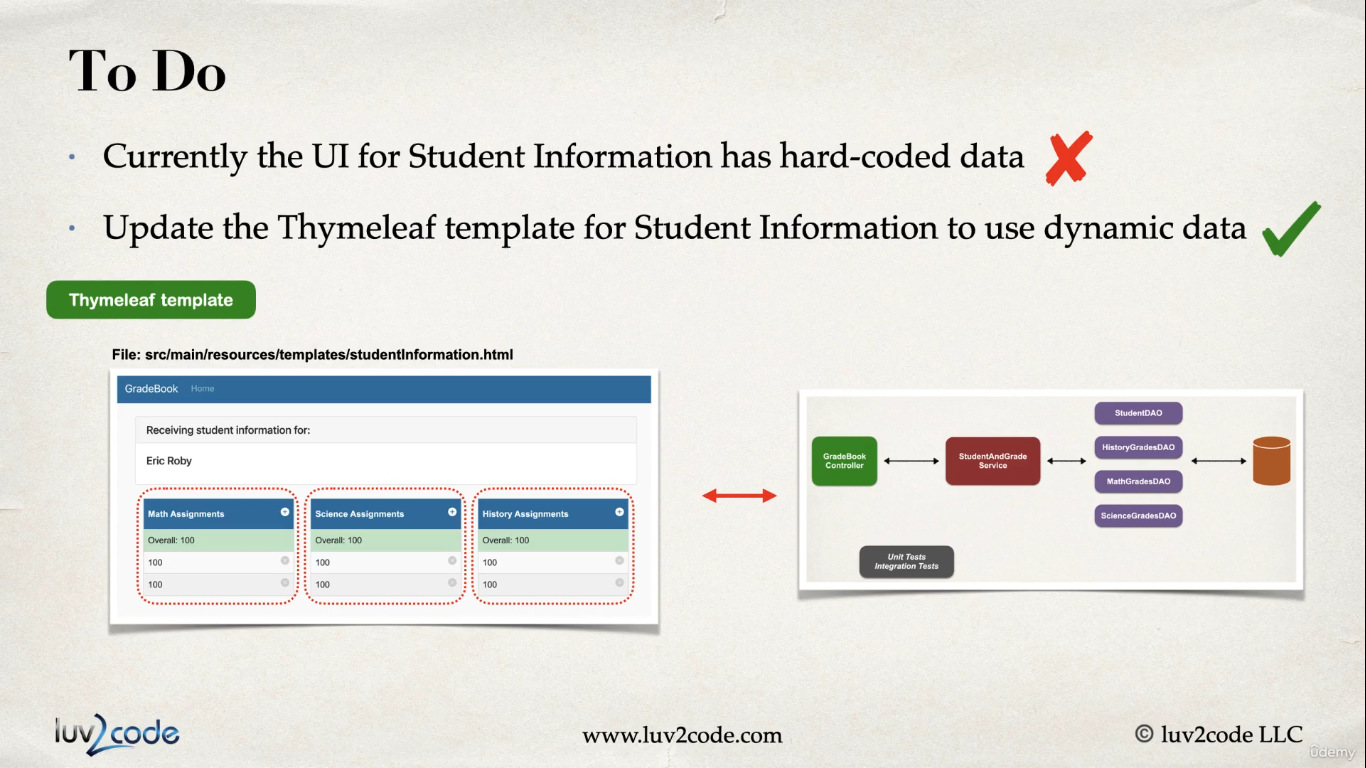 To Do
• Currently the UI for Student Information has hard-coded data
• Update the Thymeleaf template for Student Information to use dynamic data
Thymeleaf template
File: src/main/resources/templates/studentInformation.html
GradeBook Home
Receiving student information for:
Eric Roby
Math Assignments
Overall: 100
100
100
Science Assignments
Overall: 100
100
100
History Assignments
Overall: 100
100
100
GradeBook
Controller
StudentAndGrade
Service
StudentDAO
HistoryGradesDAO
MathGradesDAO
ScienceGradesDAO
Unit Tests
Integration Tests
luv2code
www.luv2code.com
© luv2code LLC
ûdemy